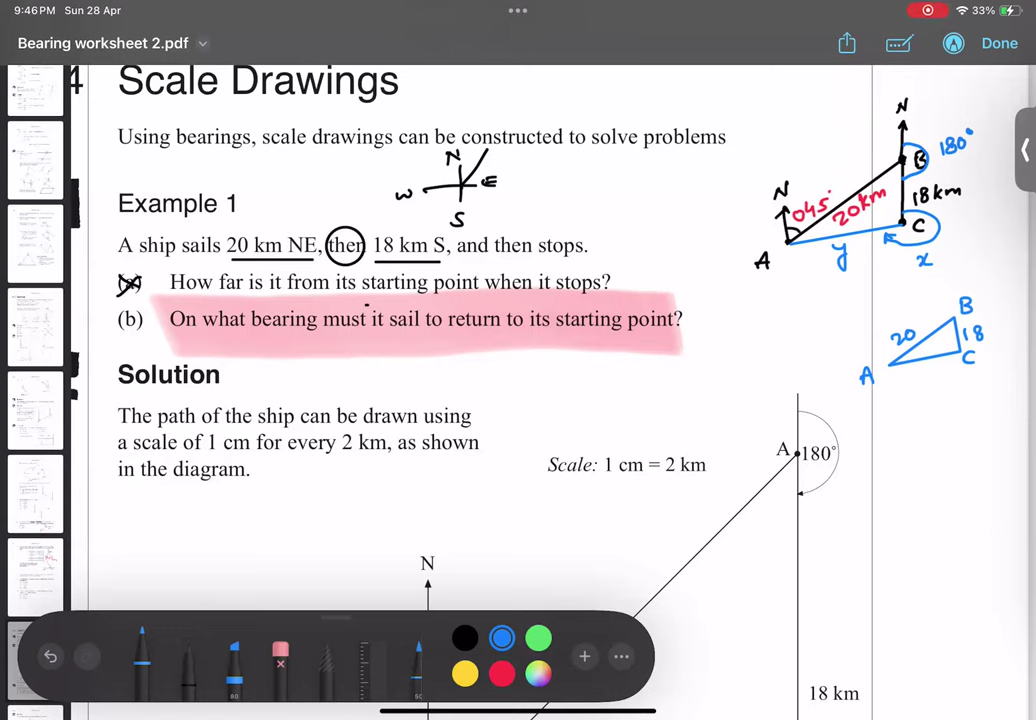 9:46 PM Sun 28 Apr
33%
Bearing worksheet 2.pdf
Done
4 Scale Drawings
Using bearings, scale drawings can be constructed to solve problems
N
W E
S
Example 1
A ship sails 20 km NE, then 18 km S, and then stops.
(a) How far is it from its starting point when it stops?
(b) On what bearing must it sail to return to its starting point?
Solution
The path of the ship can be drawn using
a scale of 1 cm for every 2 km, as shown
in the diagram.
Scale: 1 cm = 2 km
N
B 180°
N
045° 20km 18km
C
A y x
B
20 18
C
A
A 180°
N
18 km
80
50